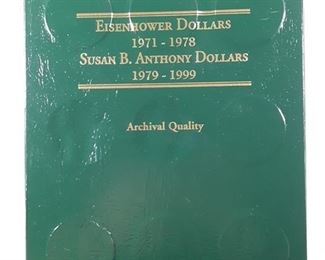 Eisenhower Dollars
1971 - 1978
Susan B. Anthony Dollars
1979 - 1999
Archival Quality